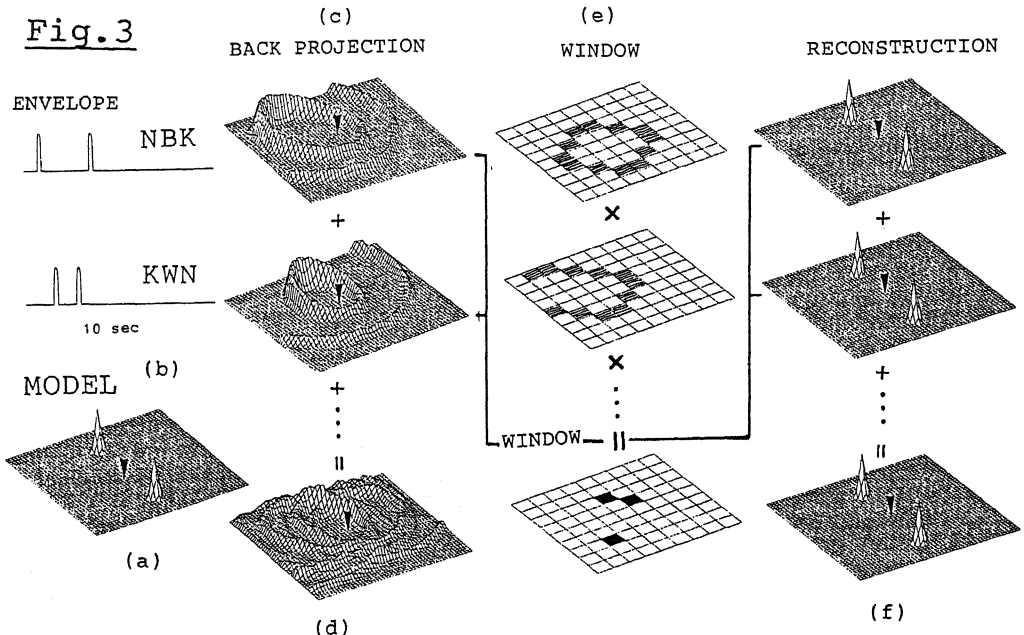 Fig.3
(c)
(e)
BACK PROJECTION
WINDOW
RECONSTRUCTION
ENVELOPE
NBK
+
×
+
KWN
10 sec
+
(b)
+
×
+
MODEL
WINDOW
=
=
=
(a)
(d)
(f)